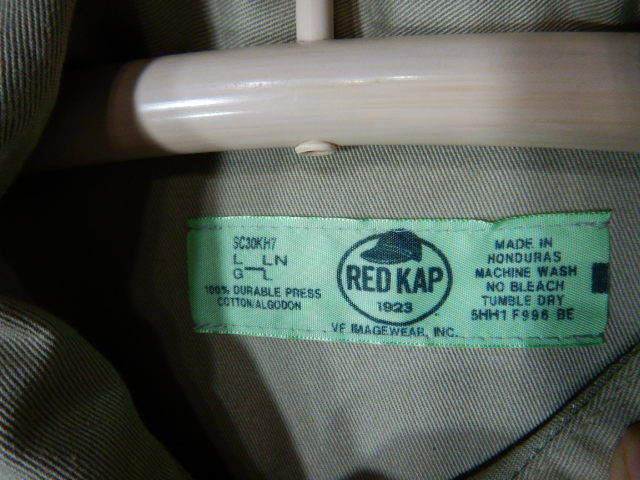 SC30KH7
L LN
G L
100% DURABLE PRESS
COTTON/ALGODON
RED KAP
1923
VF IMAGEWEAR, INC.
MADE IN
HONDURAS
MACHINE WASH
NO BLEACH
TUMBLE DRY
5HH1 F996 BE